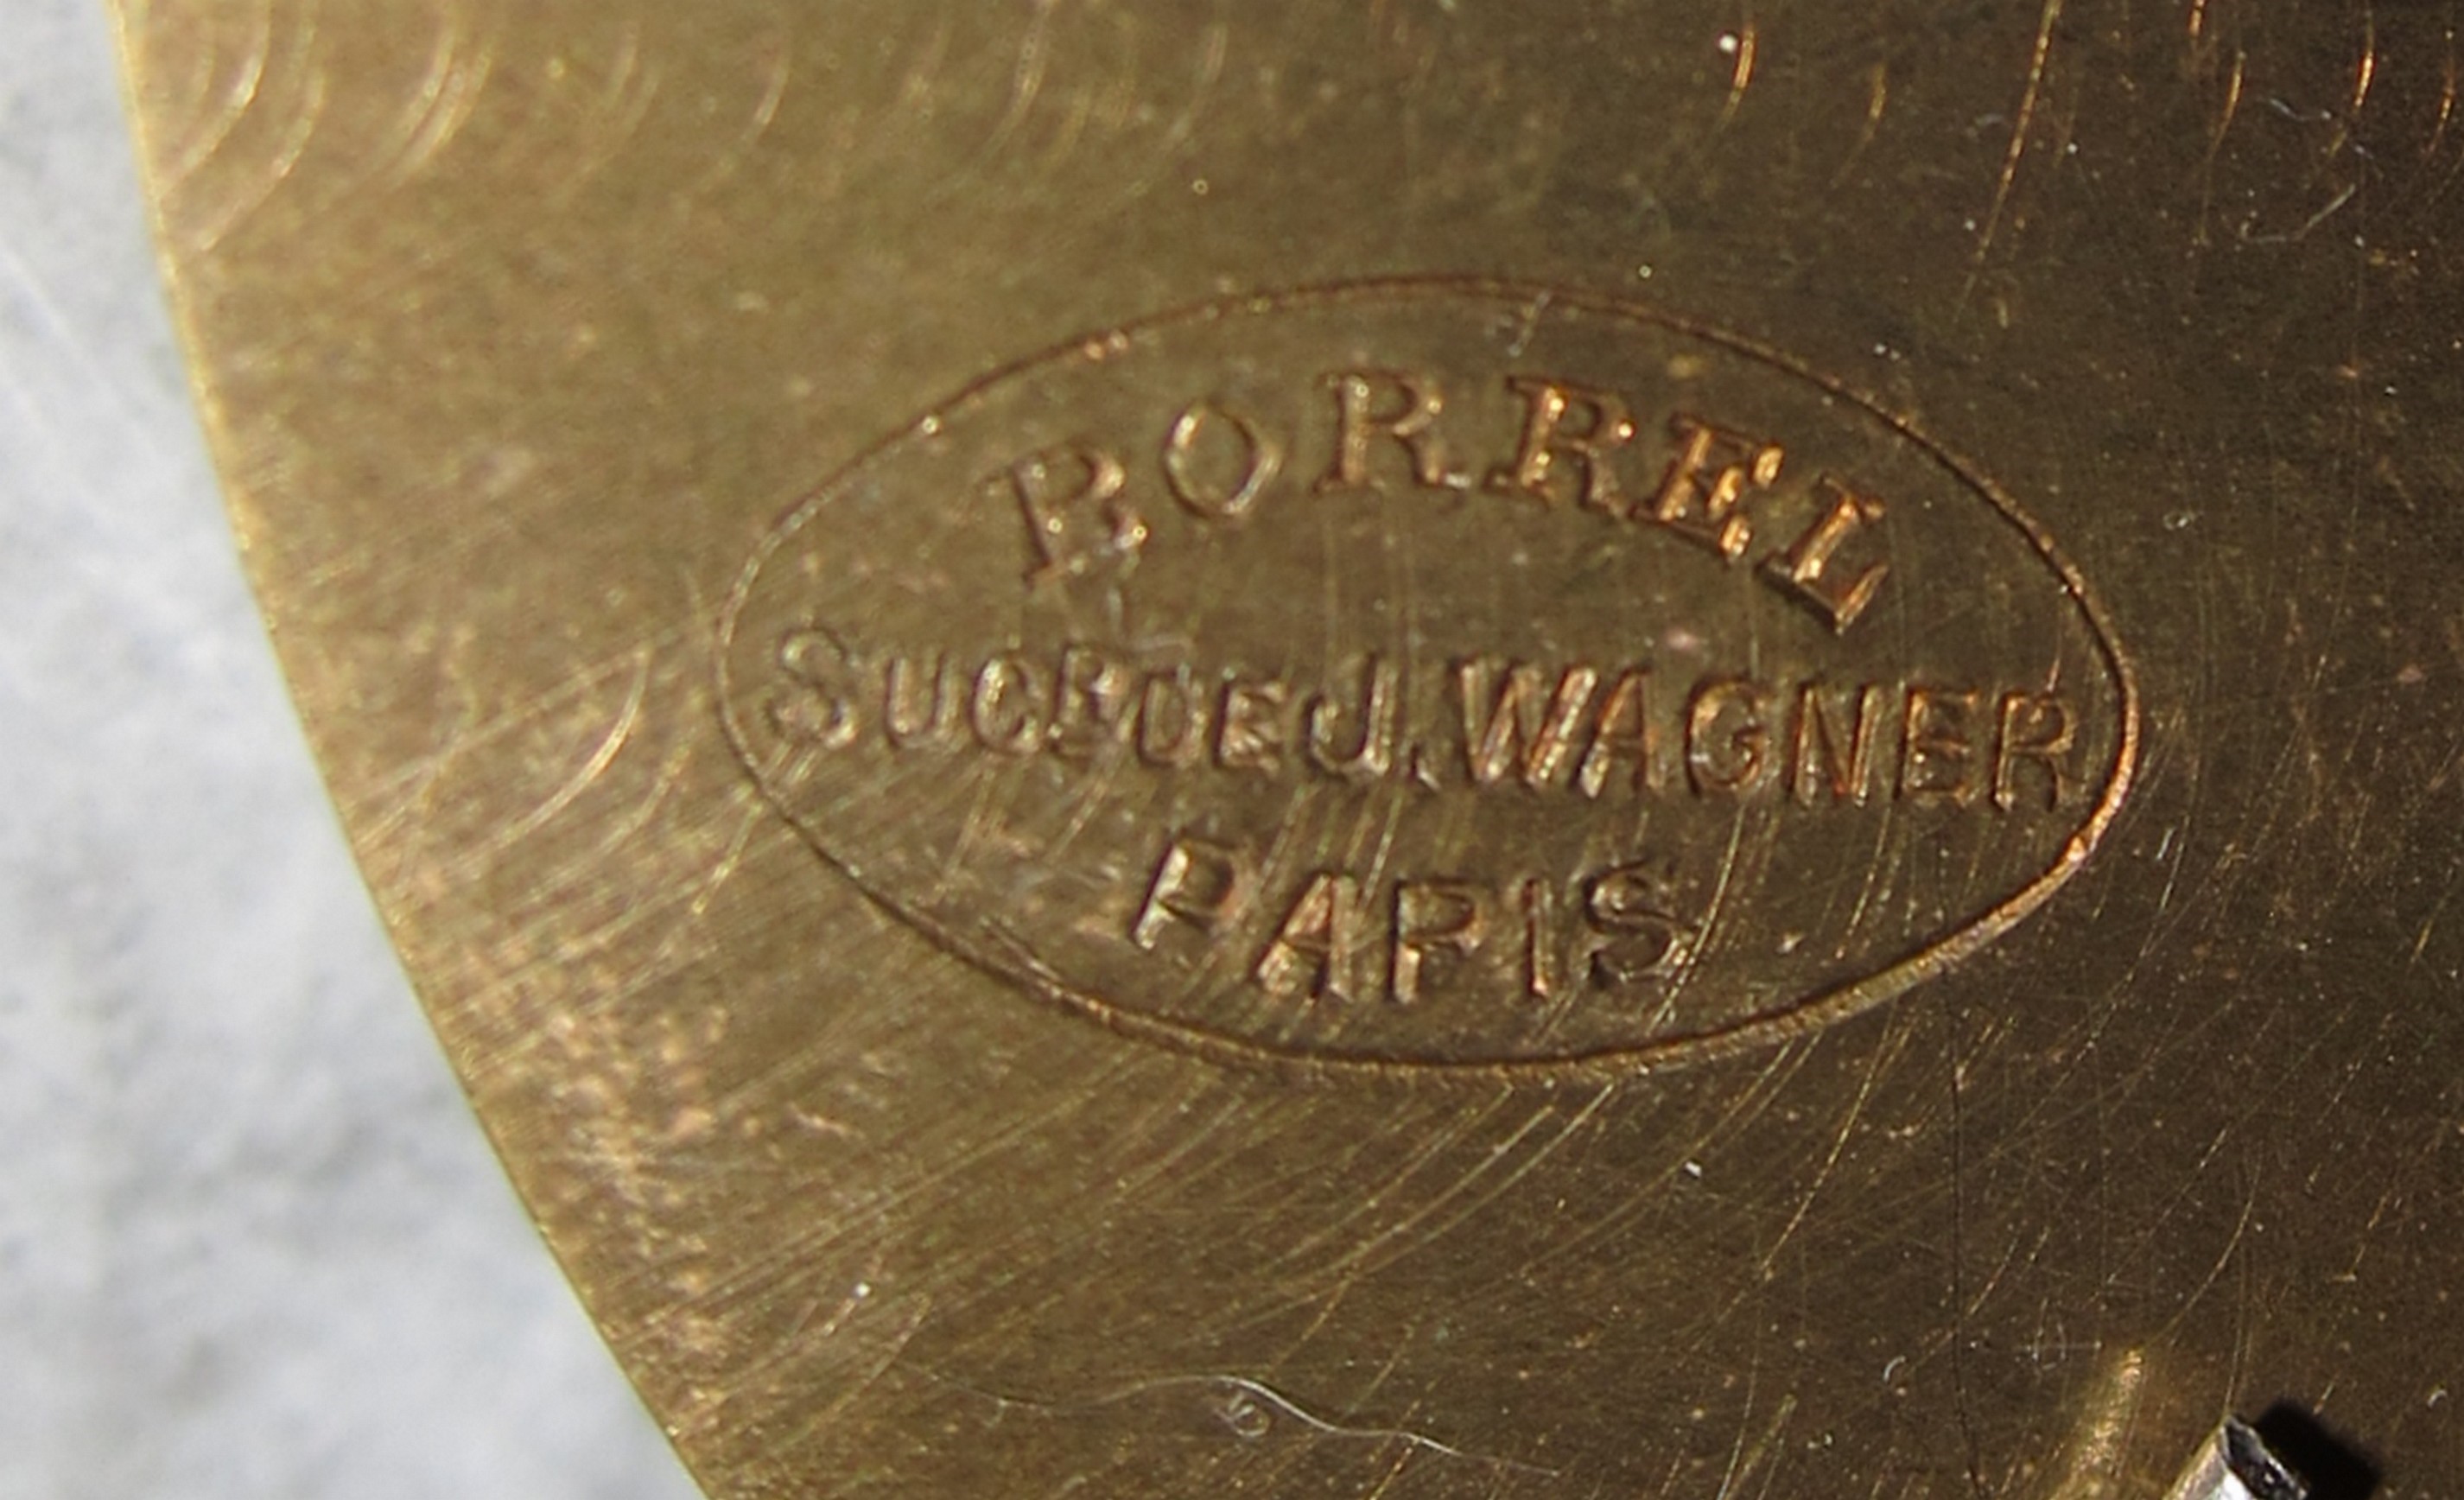 BORREL
SUCR DE J. WAGNER
PARIS